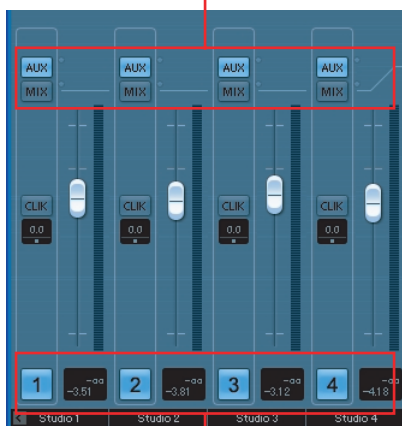 AUX AUX AUX AUX
MIX MIX MIX MIX
CLIK CLIK CLIK CLIK
0.0 0.0 0.0 0.0
1 -oo -3.51 2 -oo -3.81 3 -oo -3.12 4 -oo -4.18
Studio 1 Studio 2 Studio 3 Studio 4